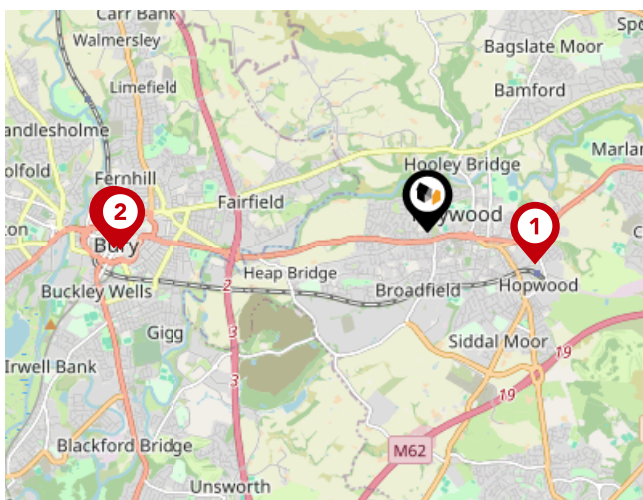 Carr Bank
Walmersley
Spo
Bagslate Moor
Limefield
Bamford
andlesholme
Marlan
olfold
Hooley Bridge
Fernhill
Fairfield
2
ywood
1
ton
Bury
C
Heap Bridge
2
Buckley Wells
Broadfield
Hopwood
Gigg
3
Siddal Moor
19
Irwell Bank
3
19
Blackford Bridge
M62
Unsworth